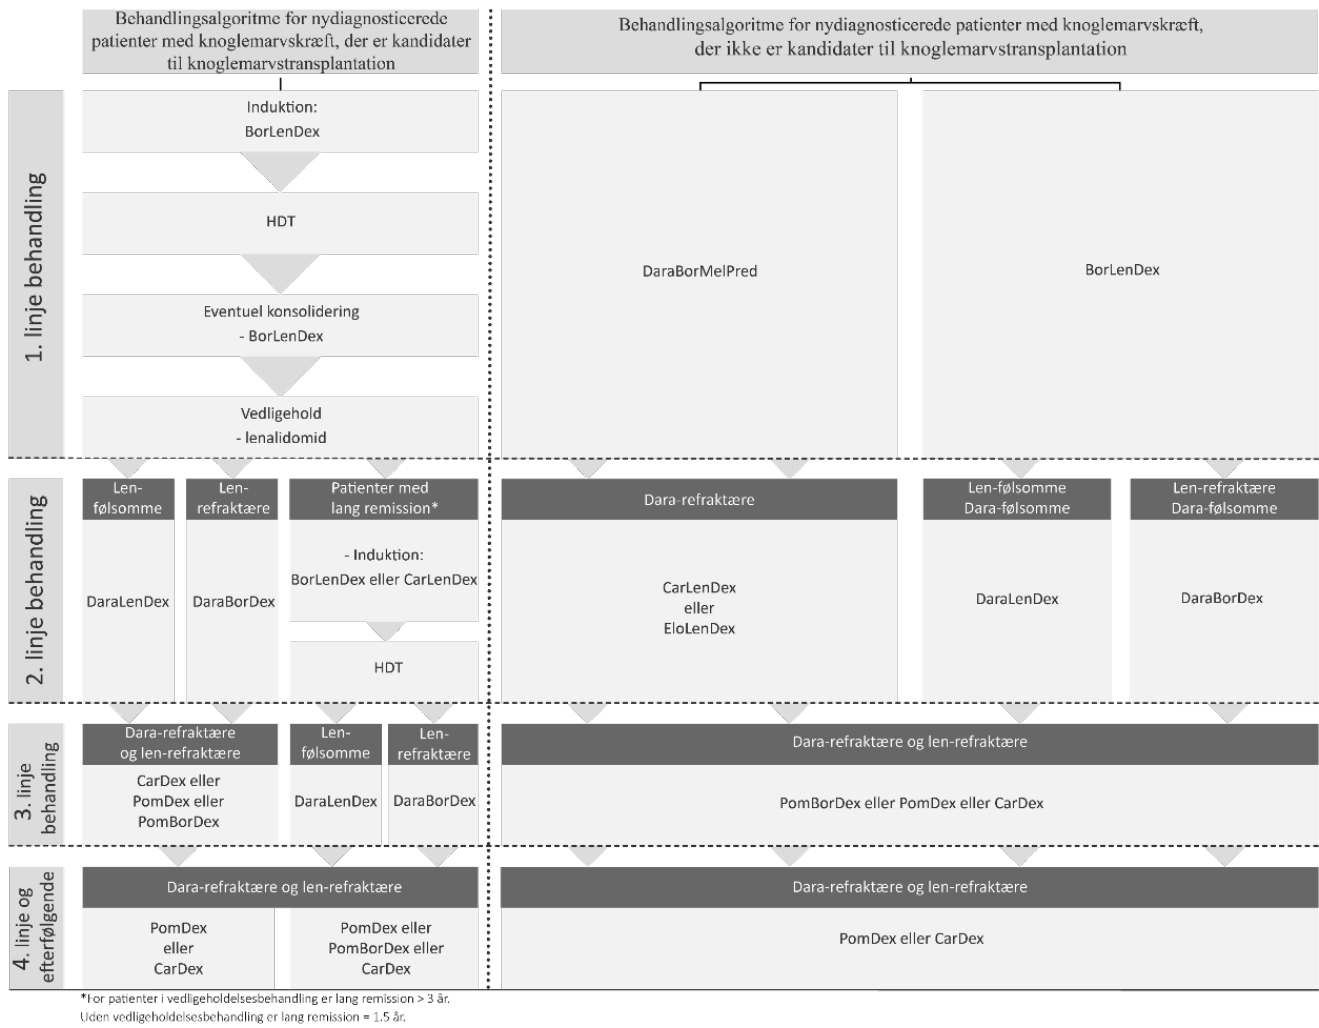 Behandlingsalgoritme for nydiagnosticerede
patienter med knoglemarvskræft, der er kandidater
til knoglemarvstransplantation
Behandlingsalgoritme for nydiagnosticerede patienter med knoglemarvskræft,
der ikke er kandidater til knoglemarvstransplantation
1. linje behandling
Induktion:
BorLenDex
HDT
Eventuel konsolidering
- BorLenDex
Vedligehold
- lenalidomid
DaraBorMelPred
BorLenDex
2. linje behandling
Len-
følsomme
DaraLenDex
Len-
refraktære
DaraBorDex
Patienter med
lang remission*
- Induktion:
BorLenDex eller CarLenDex
HDT
Dara-refraktære
CarLenDex
eller
EloLenDex
Len-følsomme
Dara-følsomme
DaraLenDex
Len-refraktære
Dara-følsomme
DaraBorDex
3. linje
behandling
Dara-refraktære
og len-refraktære
CarDex eller
PomDex eller
PomBorDex
Len-
følsomme
DaraLenDex
Len-
refraktære
DaraBorDex
Dara-refraktære og len-refraktære
PomBorDex eller PomDex eller CarDex
4. linje og
efterfølgende
Dara-refraktære og len-refraktære
PomDex
eller
CarDex
PomDex eller
PomBorDex eller
CarDex
Dara-refraktære og len-refraktære
PomDex eller CarDex
*For patienter i vedligeholdelsesbehandling er lang remission > 3 år.
Uden vedligeholdelsesbehandling er lang remission = 1.5 år.